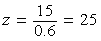 z = 15/0.6 = 25